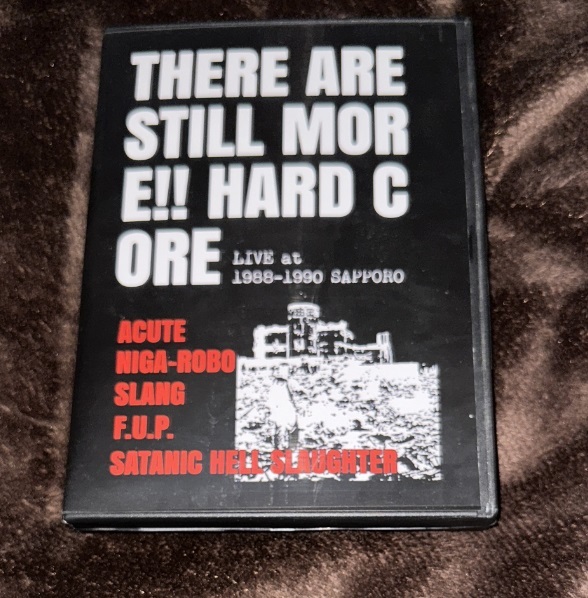 THERE ARE
STILL MOR
E!! HARD C
ORE
LIVE at
1988-1990 SAPPORO
ACUTE
NIGA-ROBO
SLANG
F.U.P.
SATANIC HELL SLAUGHTER